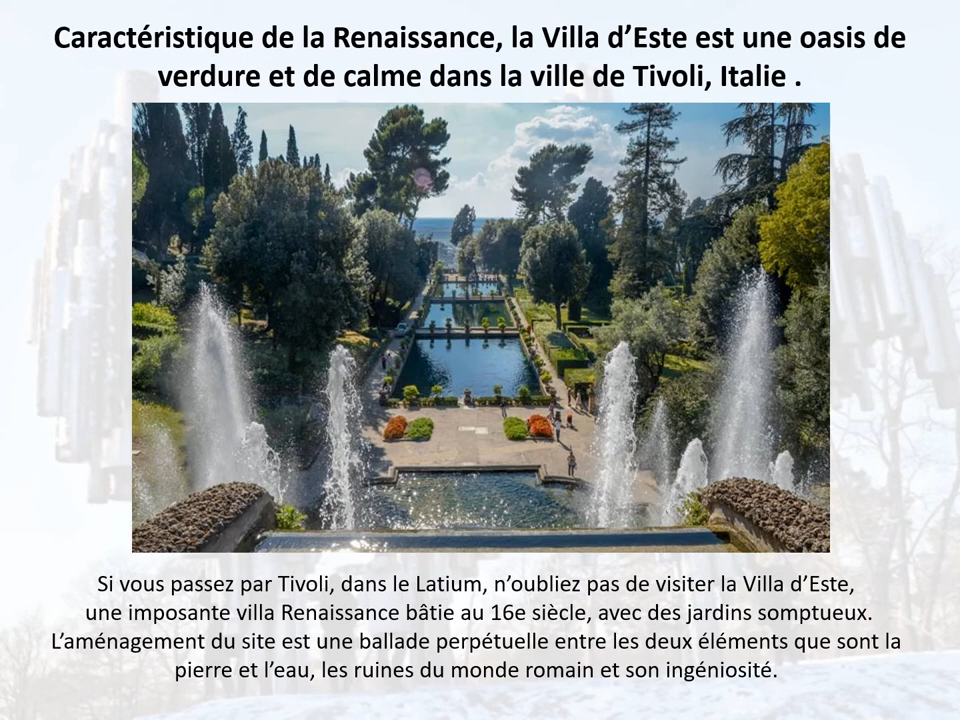 Caractéristique de la Renaissance, la Villa d’Este est une oasis de
verdure et de calme dans la ville de Tivoli, Italie .
Si vous passez par Tivoli, dans le Latium, n’oubliez pas de visiter la Villa d’Este,
une imposante villa Renaissance bâtie au 16e siècle, avec des jardins somptueux.
L’aménagement du site est une ballade perpétuelle entre les deux éléments que sont la
pierre et l’eau, les ruines du monde romain et son ingéniosité.